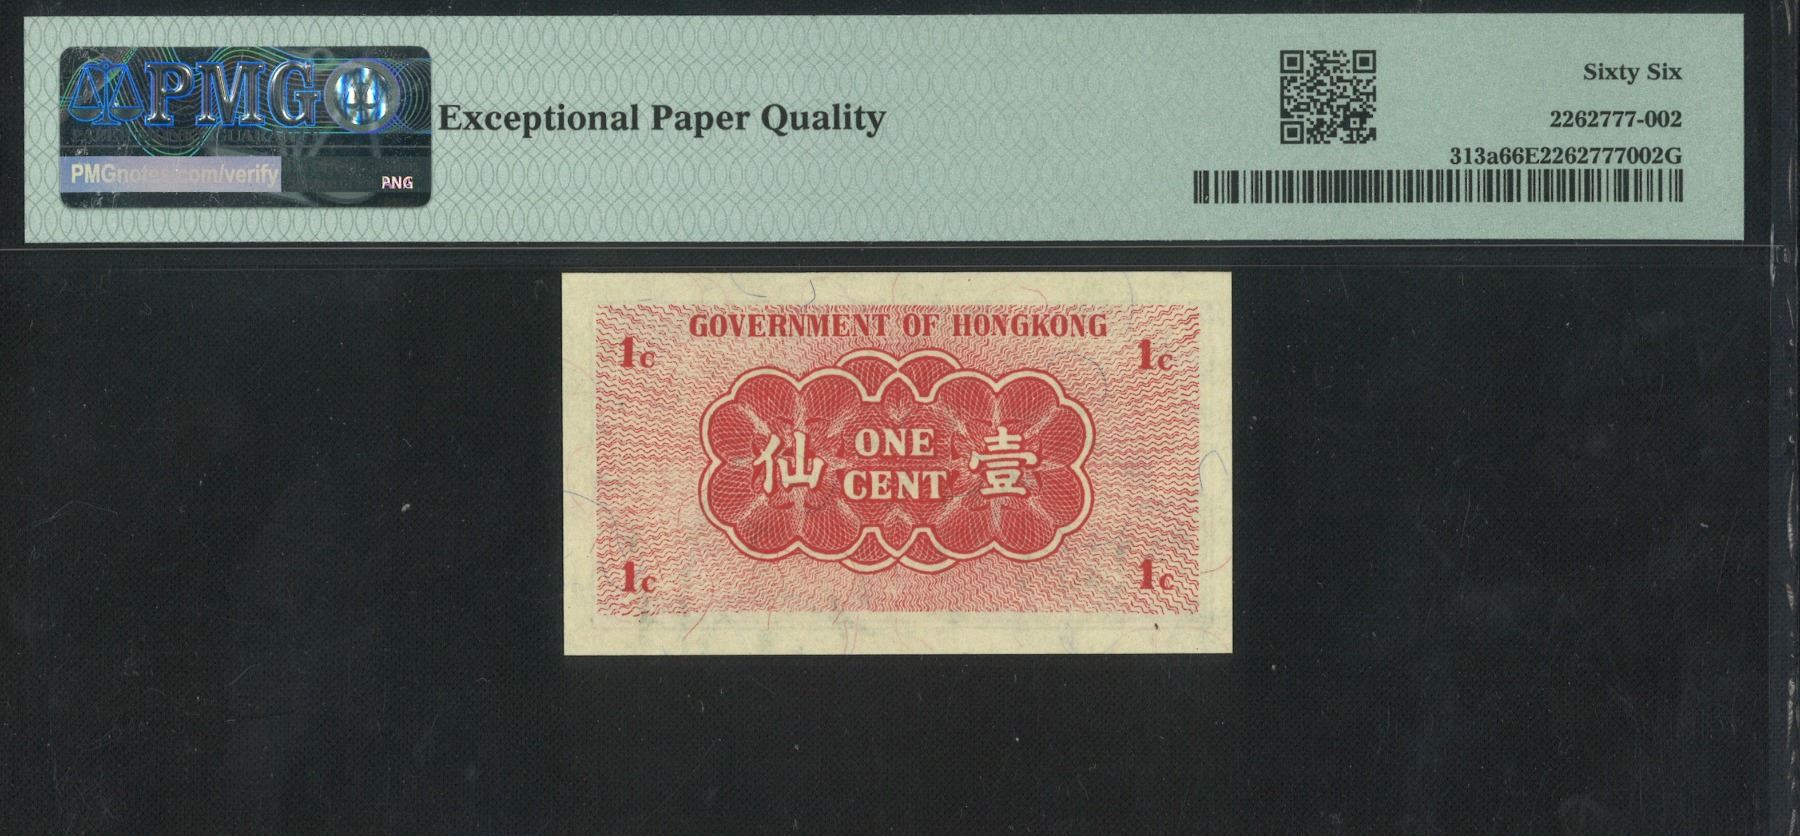 PMG
PMGnotes.com/verify
PMG
Exceptional Paper Quality
Sixty Six
2262777-002
313a66E2262777002G
GOVERNMENT OF HONGKONG
1c 1c
仙 ONE CENT 壹
1c 1c